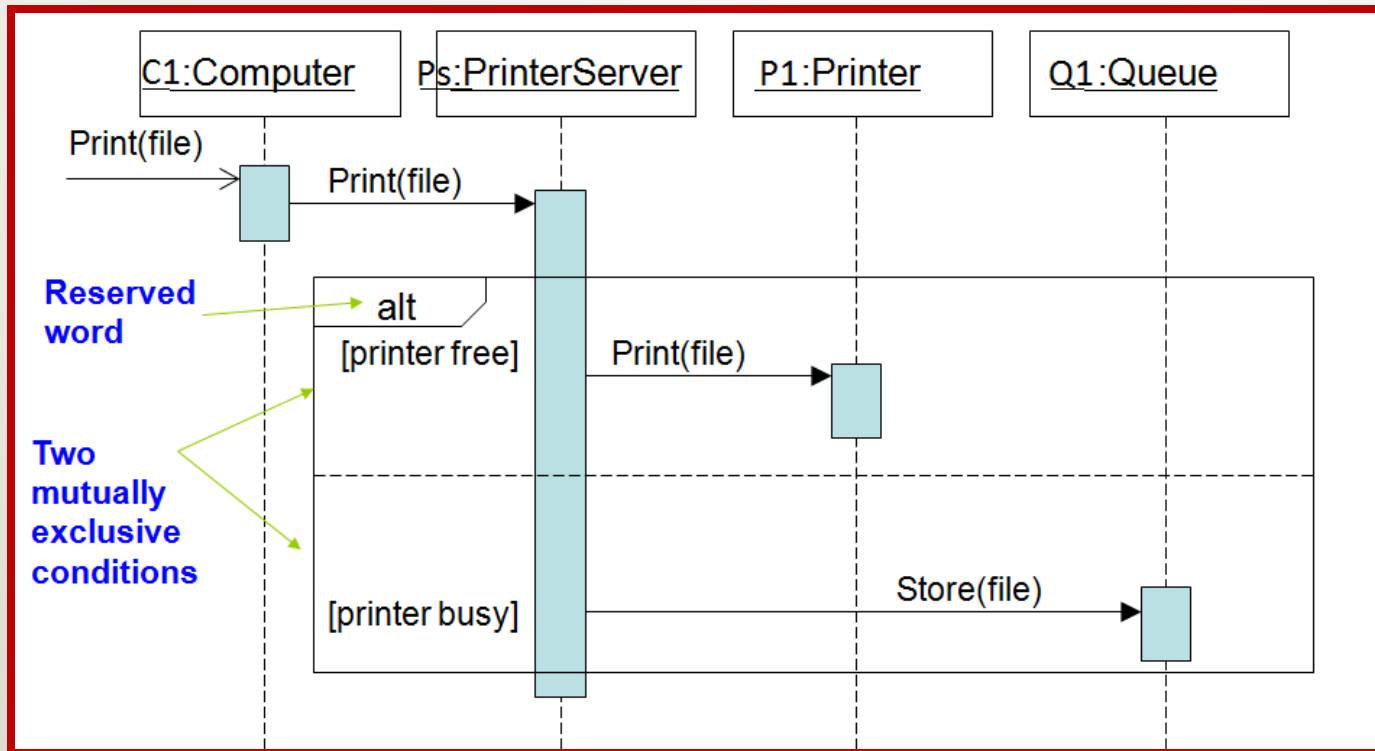 C1:Computer
Ps:PrinterServer
P1:Printer
Q1:Queue
Print(file)
Print(file)
Reserved
word
alt
[printer free]
Print(file)
Two
mutually
exclusive
conditions
Store(file)
[printer busy]